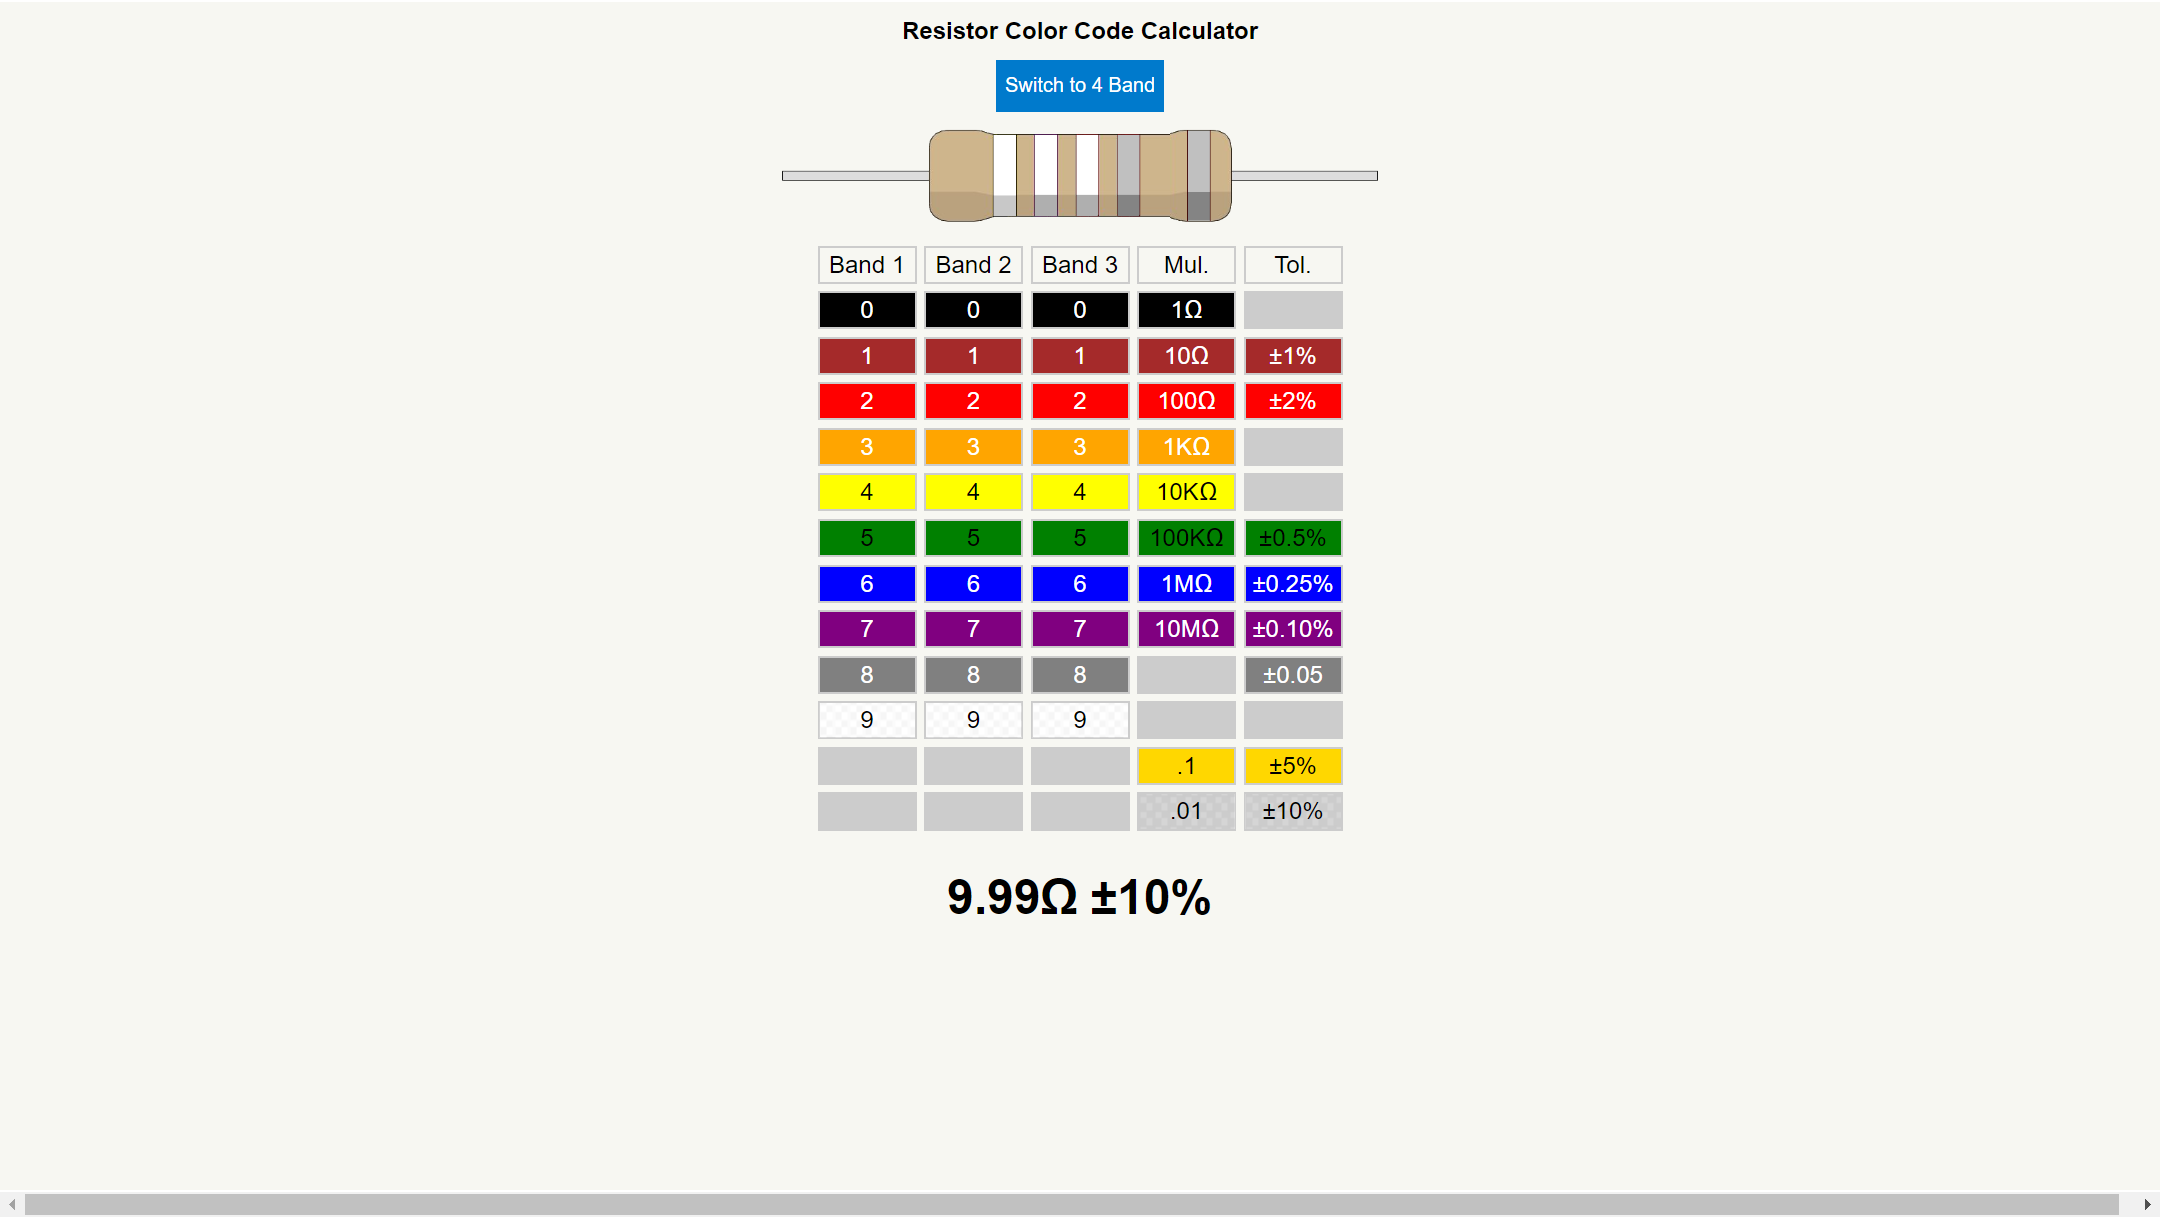 Resistor Color Code Calculator
Switch to 4 Band
Band 1 Band 2 Band 3 Mul. Tol.
0 0 0 1Ω
1 1 1 10Ω ±1%
2 2 2 100Ω ±2%
3 3 3 1KΩ
4 4 4 10KΩ
5 5 5 100KΩ ±0.5%
6 6 6 1MΩ ±0.25%
7 7 7 10MΩ ±0.10%
8 8 8 ±0.05
9 9 9
.1 ±5%
.01 ±10%
9.99Ω ±10%